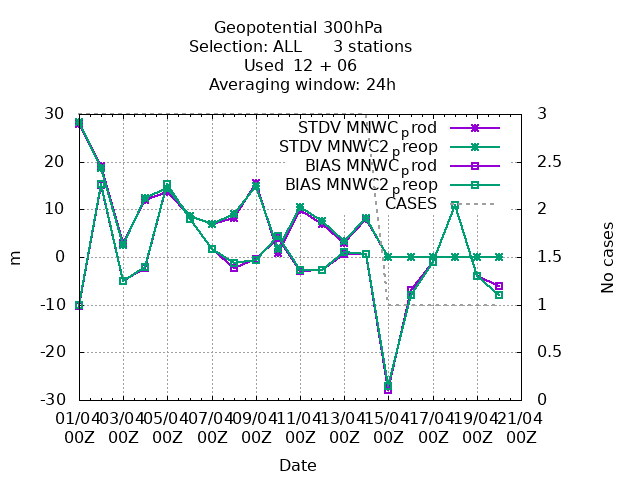 Geopotential 300hPa
Selection: ALL 3 stations
Used 12 + 06
Averaging window: 24h
STDV MNWC_prod
STDV MNWC2_preop
BIAS MNWC_prod
BIAS MNWC2_preop
CASES
30
20
10
0
-10
-20
-30
m
3
2.5
2
1.5
1
0.5
0
No cases
01/04 03/04 05/04 07/04 09/04 11/04 13/04 15/04 17/04 19/04 21/04
00Z 00Z 00Z 00Z 00Z 00Z 00Z 00Z 00Z 00Z 00Z
Date